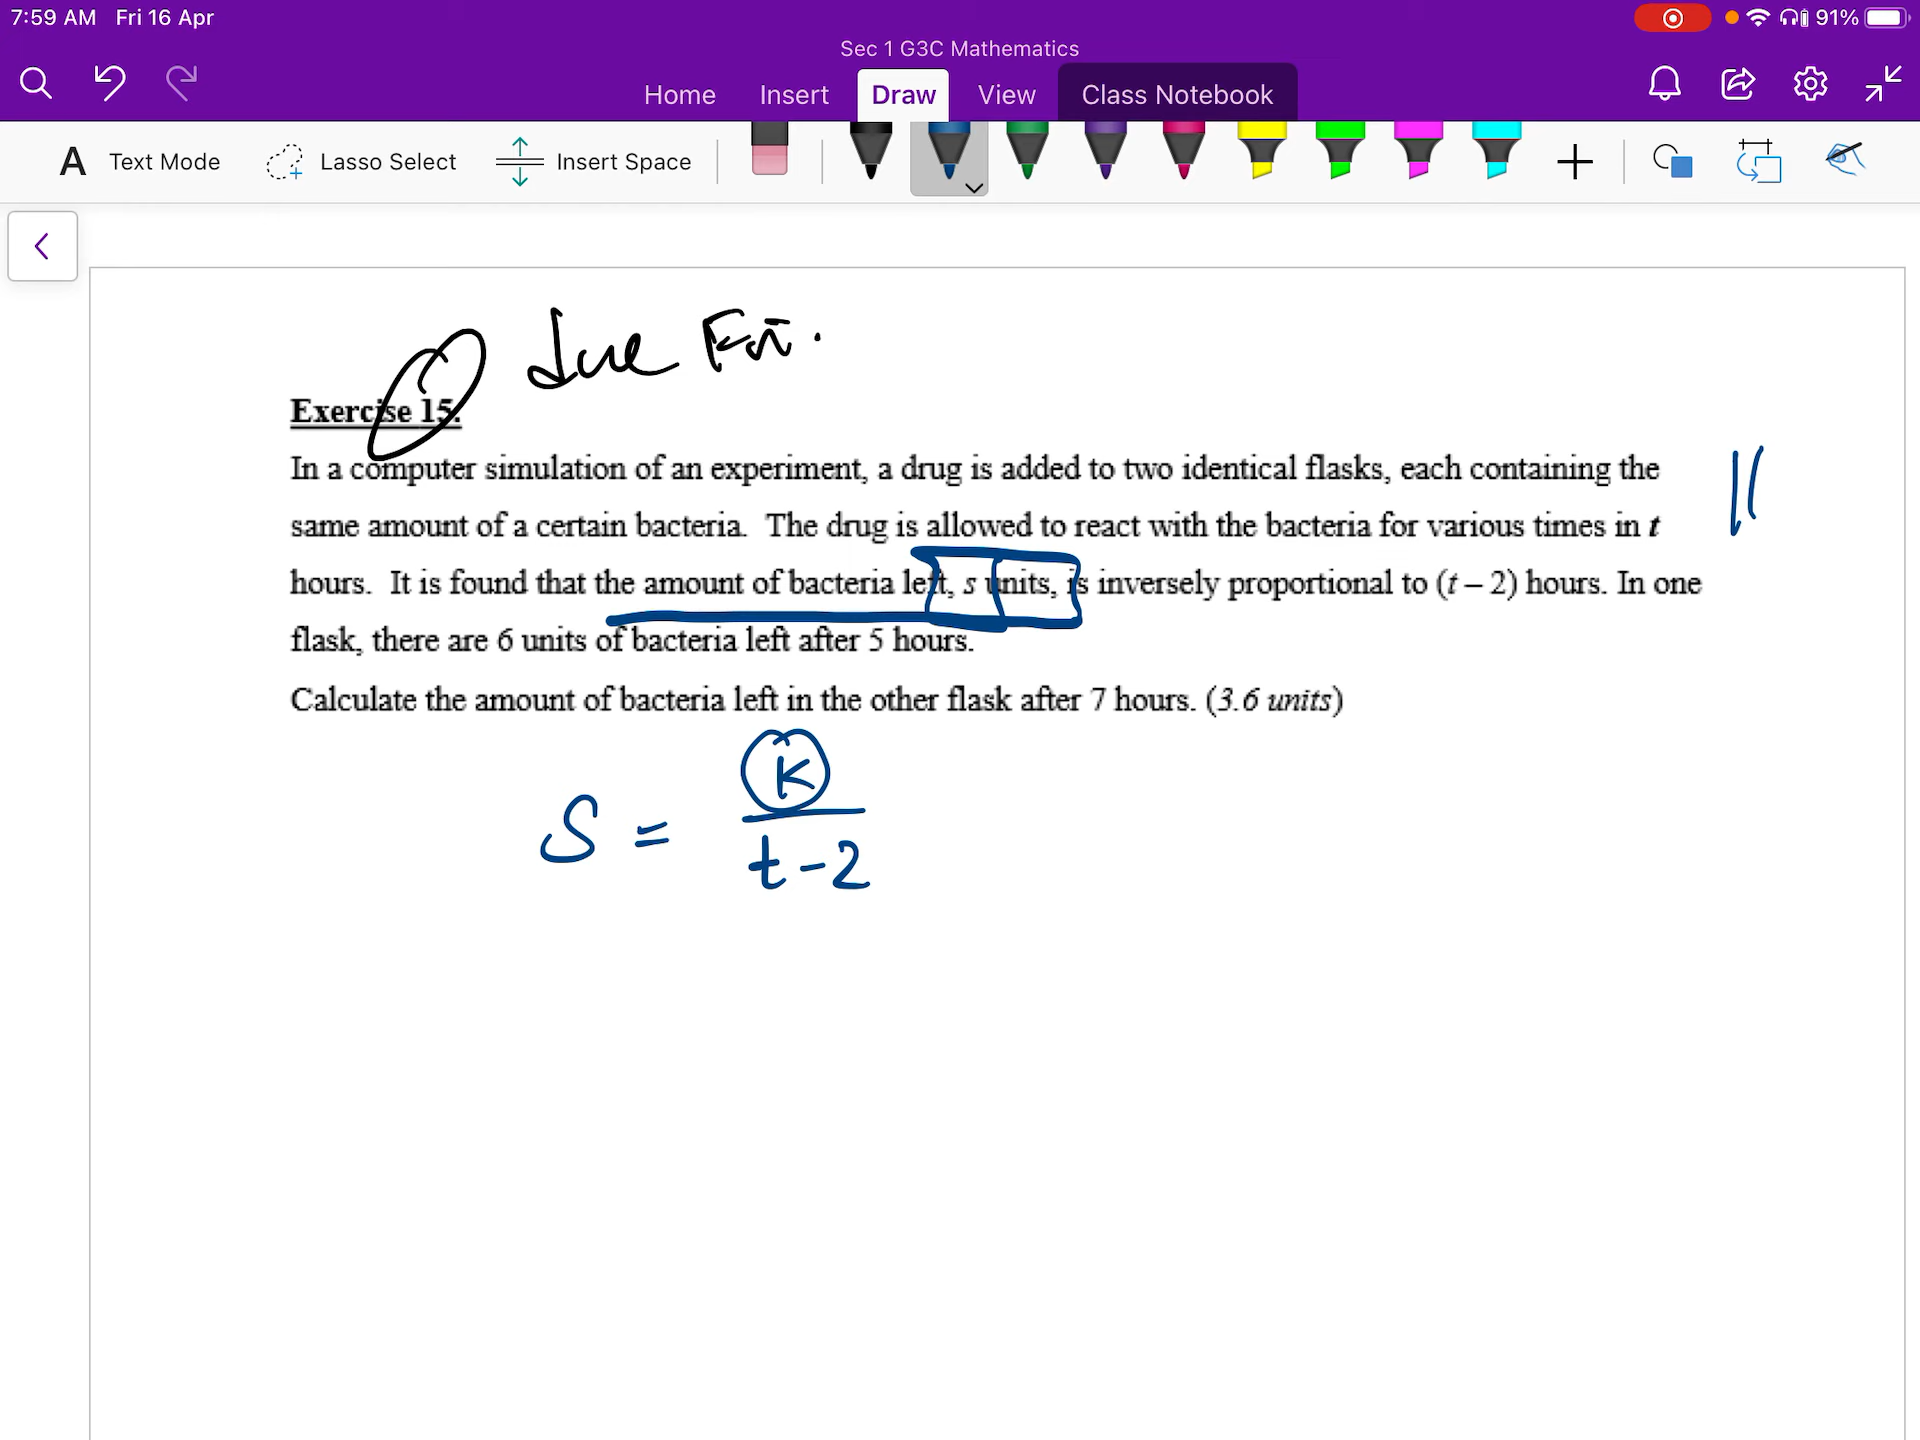 7:59 AM Fri 16 Apr
91%
Sec 1 G3C Mathematics
Home Insert Draw View Class Notebook
A Text Mode Lasso Select Insert Space
due Fri.
Exercise 15:
In a computer simulation of an experiment, a drug is added to two identical flasks, each containing the
same amount of a certain bacteria. The drug is allowed to react with the bacteria for various times in t
hours. It is found that the amount of bacteria left, s units, is inversely proportional to (t – 2) hours. In one
flask, there are 6 units of bacteria left after 5 hours.
Calculate the amount of bacteria left in the other flask after 7 hours. (3.6 units)
K
S =
t-2